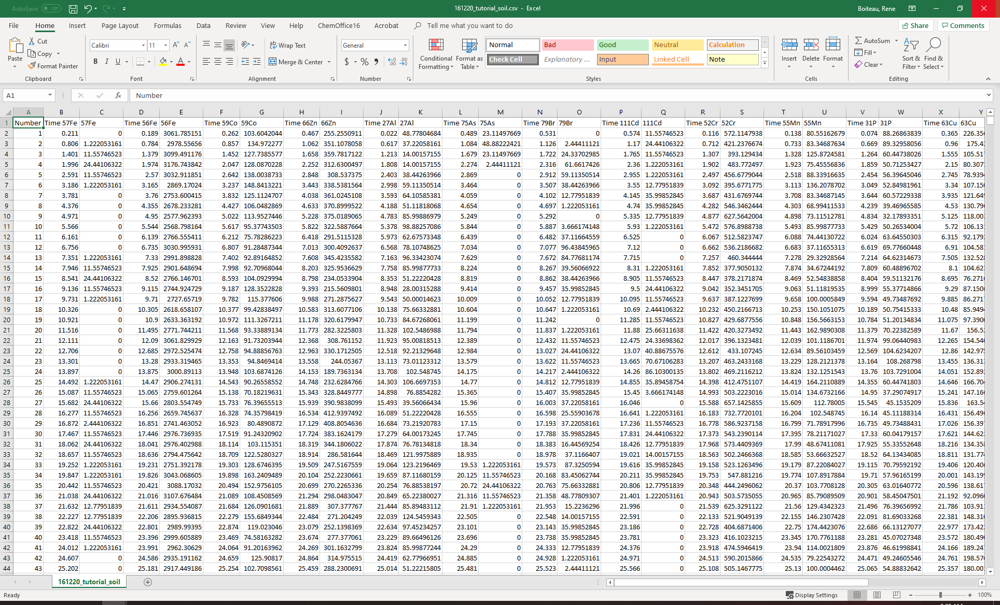 AutoSave Off 161220_tutorial_soil.csv - Excel Boiteau, Rene
File Home Insert Page Layout Formulas Data Review View Help ChemOffice16 Acrobat Tell me what you want to do Share Comments
Paste Cut Copy Format Painter Clipboard
Calibri 11 B I U A Font
Wrap Text Merge & Center Alignment
General $ % Number
Conditional Formatting Format as Table
Normal Bad Good Neutral Calculation
Check Cell Explanatory ... Input Linked Cell Note
Styles
Insert Delete Format Cells
AutoSum Fill Clear Sort & Filter Find & Select Editing
A1 fx Number
A B C D E F G H I J K L M N O P Q R S T U V W X Y
1 Number Time 57Fe 57Fe Time 56Fe 56Fe Time 59Co 59Co Time 66Zn 66Zn Time 27Al 27Al Time 75As 75As Time 79Br 79Br Time 111Cd 111Cd Time 52Cr 52Cr Time 55Mn 55Mn Time 31P 31P Time 63Cu 63Cu
2 1 0.211 0 0.189 3061.785151 0.262 103.6042044 0.467 255.2550911 0.022 48.77804684 0.489 23.11497669 0.531 0 0.574 11.55746523 0.116 572.1147938 0.138 80.55162679 0.074 88.26863839 0.365 226.35
3 2 0.806 1.222053161 0.784 2978.55656 0.857 134.972277 1.062 351.1078058 0.617 37.22058161 1.084 48.88222421 1.126 2.44411121 1.17 24.44106322 0.712 421.2376674 0.733 83.34687634 0.669 89.32958056 0.96 175.4
4 3 1.401 11.55746523 1.379 3099.491176 1.452 127.7385577 1.658 359.7817122 1.213 14.00157155 1.679 23.11497669 1.722 24.33702985 1.765 11.55746523 1.307 393.129434 1.328 125.8724581 1.264 60.44738026 1.555 105.51
5 4 1.996 24.44106322 1.974 3176.743842 2.047 128.0870228 2.252 312.6300497 1.808 14.00157155 2.274 2.44411121 2.316 61.6617426 2.36 1.222053161 1.902 483.772497 1.923 75.45556836 1.859 50.71253427 2.15 80.307
6 5 2.591 11.55746523 2.57 3032.911851 2.642 138.0038733 2.848 308.537375 2.403 38.44263966 2.869 0 2.912 59.11350514 2.955 1.222053161 2.497 456.6779044 2.518 88.33916635 2.454 56.39645046 2.745 78.939
7 6 3.186 1.222053161 3.165 2869.17024 3.237 148.8413221 3.443 338.5381564 2.998 59.11350514 3.464 0 3.507 38.44263966 3.55 12.77951839 3.092 395.6771775 3.113 136.2078702 3.049 52.84981961 3.34 107.15
8 7 3.781 0 3.76 2753.600415 3.832 125.1124707 4.038 361.0245108 3.593 64.10585381 4.059 0 4.102 12.77951839 4.145 35.99852845 3.687 431.6769744 3.708 83.34687145 3.644 60.57229338 3.935 121.64
9 8 4.376 0 4.355 2678.233281 4.427 106.0482869 4.633 370.8999522 4.188 51.11818068 4.654 0 4.697 1.222053161 4.74 35.99852845 4.282 546.3462444 4.303 68.99411533 4.239 39.46965585 4.53 130.79
10 9 4.971 0 4.95 2577.962393 5.022 113.9527446 5.228 375.0189065 4.783 85.99886979 5.249 0 5.292 0 5.335 12.77951839 4.877 627.5642004 4.898 73.11512781 4.834 32.17893351 5.125 118.00
11 10 5.566 0 5.544 2568.798164 5.617 95.37743503 5.822 322.5887664 5.378 98.88257086 5.844 0 5.887 3.666174148 5.93 1.222053161 5.472 576.8988738 5.493 85.99877733 5.429 50.26534004 5.72 106.13
12 11 6.161 0 6.139 2766.555411 6.212 75.78286223 6.418 291.5115328 5.973 62.67573348 6.439 0 6.482 37.11664559 6.525 0 6.067 512.5823747 6.088 74.44130722 6.024 63.64550303 6.315 92.179
13 12 6.756 0 6.735 3030.995931 6.807 91.28487344 7.013 300.4092637 6.568 78.10748625 7.034 0 7.077 96.43845965 7.12 0 6.662 536.2186682 6.683 37.11655313 6.619 69.77660448 6.91 104.58
14 13 7.351 1.222053161 7.33 2991.898828 7.402 92.89164852 7.608 345.4235582 7.163 96.33423074 7.629 0 7.672 84.77681174 7.715 0 7.257 460.344444 7.278 29.32928564 7.214 64.62314673 7.505 132.52
15 14 7.946 11.55746523 7.925 2901.648694 7.998 92.70968044 8.203 325.9536629 7.758 85.99877733 8.224 0 8.267 39.56066922 8.31 1.222053161 7.852 377.9050132 7.874 34.67244192 7.809 60.48896702 8.1 104.62
16 15 8.541 24.44106322 8.52 2766.146701 8.593 104.0929994 8.798 234.0533904 8.353 51.22220428 8.819 0 8.862 38.44263966 8.905 11.55746523 8.447 378.2171874 8.469 52.54838858 8.404 59.51132176 8.695 76.271
17 16 9.136 11.55746523 9.115 2744.924729 9.187 128.3522828 9.393 215.5609801 8.948 28.00315288 9.414 0 9.457 35.99852845 9.5 24.44106322 9.042 352.3451705 9.063 51.11819535 8.999 55.37714866 9.29 87.150
18 17 9.731 1.222053161 9.71 2727.65719 9.782 115.377606 9.988 271.2875627 9.543 50.00014623 10.009 0 10.052 12.77951839 10.095 11.55746523 9.637 387.1227699 9.658 100.0005849 9.594 49.73487692 9.885 86.271
19 18 10.326 0 10.305 2618.658107 10.377 99.42838497 10.583 313.6077106 10.138 75.66332881 10.604 0 10.647 1.222053161 10.69 2.444106322 10.232 450.2166713 10.253 150.1051075 10.189 50.75415333 10.48 85.949
20 19 10.921 0 10.9 2633.363192 10.972 111.3267211 11.178 320.6179947 10.733 84.67268061 11.199 0 11.242 0 11.285 11.55746523 10.827 429.6877556 10.848 156.5663153 10.784 51.20134834 11.075 97.390
21 20 11.516 0 11.495 2771.744211 11.568 93.33889134 11.773 282.3225803 11.328 102.5486988 11.794 0 11.837 1.222053161 11.88 25.66311638 11.422 420.3273492 11.443 162.9890308 11.379 70.22382589 11.67 156.5
22 21 12.111 0 12.09 3061.829929 12.163 91.73203944 12.368 308.761152 11.923 95.00818513 12.389 0 12.432 11.55746523 12.475 24.33698362 12.017 396.1323481 12.039 101.1186701 11.974 99.06440983 12.265 154.54
23 22 12.706 0 12.685 2972.525474 12.758 94.88856763 12.963 330.1712505 12.518 92.21329648 12.984 0 13.027 24.44106322 13.07 40.88675576 12.612 433.107245 12.634 89.56103459 12.569 104.6234207 12.86 142.97
24 23 13.301 0 13.28 2933.319465 13.353 94.8469414 13.558 244.05367 13.113 73.01123312 13.579 0 13.622 11.55746523 13.665 70.67106283 13.207 463.2433168 13.229 128.2121378 13.164 108.268798 13.455 136.31
25 24 13.897 0 13.875 3000.89113 13.948 103.6874126 14.153 189.7363134 13.708 102.548745 14.175 0 14.217 2.444106322 14.26 86.10300135 13.802 469.2116212 13.824 132.1251543 13.76 103.7291004 14.051 152.89
26 25 14.492 1.222053161 14.47 2906.274131 14.543 90.26558552 14.748 232.6284766 14.303 106.6697353 14.77 0 14.812 12.77951839 14.855 35.89458754 14.398 412.4751107 14.419 164.2110889 14.355 60.44741803 14.646 166.70
27 26 15.087 11.55746523 15.065 2759.601264 15.138 70.18219631 15.343 328.8449777 14.898 76.8854282 15.365 0 15.407 35.99852845 15.45 3.666174148 14.993 503.2223016 15.014 134.6732166 14.95 37.29074917 15.241 147.16
28 27 15.682 24.44106322 15.66 2803.554749 15.733 76.39655513 15.939 390.9838099 15.493 39.56066434 15.96 0 16.003 37.22058161 16.046 0 15.588 657.1425855 15.609 112.78005 15.545 45.1535209 15.836 163.5
29 28 16.277 11.55746523 16.256 2659.745637 16.328 74.35798419 16.534 412.9397492 16.089 51.22220428 16.555 0 16.598 25.55903678 16.641 1.222053161 16.183 732.7720101 16.204 102.548745 16.14 45.11188314 16.431 156.49
30 29 16.872 2.444106322 16.851 2741.463052 16.923 80.4890872 17.129 408.8054636 16.684 73.21920783 17.15 0 17.193 37.22058161 17.236 11.55746523 16.778 586.9237158 16.799 71.78917996 16.735 49.73488431 17.026 156.39
31 30 17.467 11.55746523 17.446 2976.736935 17.519 91.24320902 17.724 383.1624179 17.279 64.00173245 17.745 0 17.788 35.99852845 17.831 24.44106322 17.373 543.2390114 17.395 78.21171027 17.33 60.04179157 17.621 144.62
32 31 18.062 24.44106322 18.041 2976.402988 18.114 103.115351 18.319 344.1806022 17.874 76.78134818 18.34 0 18.383 16.44569254 18.426 12.77951839 17.968 573.4409369 17.99 48.67411081 17.925 55.33552648 18.216 134.35
33 32 18.657 11.55746523 18.636 2794.475642 18.709 122.5280327 18.914 286.581644 18.469 121.9975889 18.935 0 18.978 37.1166407 19.021 14.00157155 18.563 502.2466368 18.585 53.66632527 18.52 64.13434085 18.811 131.77
34 33 19.252 1.222053161 19.231 2751.392178 19.303 128.6746395 19.509 247.5167559 19.064 123.2196469 19.53 1.222053161 19.573 87.3250594 19.616 35.99852845 19.158 523.1263496 19.179 87.22084027 19.115 70.79592192 19.406 120.40
35 34 19.847 1.222053161 19.826 3043.068605 19.898 163.2409489 20.104 252.2230661 19.659 87.11680159 20.125 11.55746523 20.168 83.45062744 20.211 35.99852845 19.753 547.881216 19.774 107.8917884 19.71 57.96165199 20.001 143.19
36 35 20.442 11.55746523 20.421 3088.17032 20.494 152.9756105 20.699 270.2265336 20.254 76.88538197 20.72 24.44106322 20.763 75.66332881 20.806 12.77951839 20.348 444.2496062 20.37 103.7708128 20.305 63.01640772 20.596 138.61
37 36 21.038 24.44106322 21.016 3107.676484 21.089 108.4508569 21.294 298.0483047 20.849 65.22380027 21.316 11.55746523 21.358 48.77809307 21.401 1.222053161 20.943 503.5735055 20.965 85.79089509 20.901 58.45047501 21.192 92.096
38 37 21.632 12.77951839 21.611 2934.554087 21.684 126.0901681 21.889 307.377767 21.444 85.89483112 21.91 1.222053161 21.953 15.2236296 21.996 0 21.539 625.3291122 21.56 129.4342323 21.496 76.39656992 21.786 103.91
39 38 22.227 12.77951839 22.206 2895.936815 22.279 155.6849344 22.484 271.204249 22.039 124.5459343 22.505 0 22.548 14.00157155 22.591 0 22.133 521.9049139 22.155 146.2307428 22.091 81.69033268 22.381 148.31
40 39 22.822 24.44106322 22.801 2989.99395 22.874 119.023046 23.079 252.1398369 22.634 97.45234257 23.101 0 23.143 35.99852845 23.186 0 22.728 404.6871406 22.75 174.4423076 22.686 66.13127077 22.977 173.42
41 40 23.418 11.55746523 23.396 2999.605889 23.469 74.58163282 23.674 277.377061 23.229 89.66496126 23.696 0 23.738 35.99852845 23.781 0 23.323 416.1023215 23.345 170.7761188 23.281 45.07027348 23.572 180.49
42 41 24.012 1.222053161 23.991 2962.30629 24.064 91.20163962 24.269 301.1632799 23.824 85.99877244 24.29 0 24.333 12.77951839 24.376 0 23.918 474.5946419 23.94 114.0021809 23.876 46.61998841 24.166 189.24
43 42 24.607 0 24.586 2935.191162 24.659 125.90817 24.864 314.975515 24.419 62.77966951 24.885 0 24.928 1.222053161 24.971 0 24.513 590.2015866 24.535 79.22543272 24.471 49.24605546 24.761 198.57
44 43 25.202 0 25.181 2917.449186 25.254 102.7098561 25.459 288.2300691 25.014 51.22215805 25.481 0 25.523 2.44411121 25.566 0 25.108 505.1467775 25.13 100.0004462 25.065 54.88832642 25.357 180.00
161220_tutorial_soil
Ready Display Settings 100%